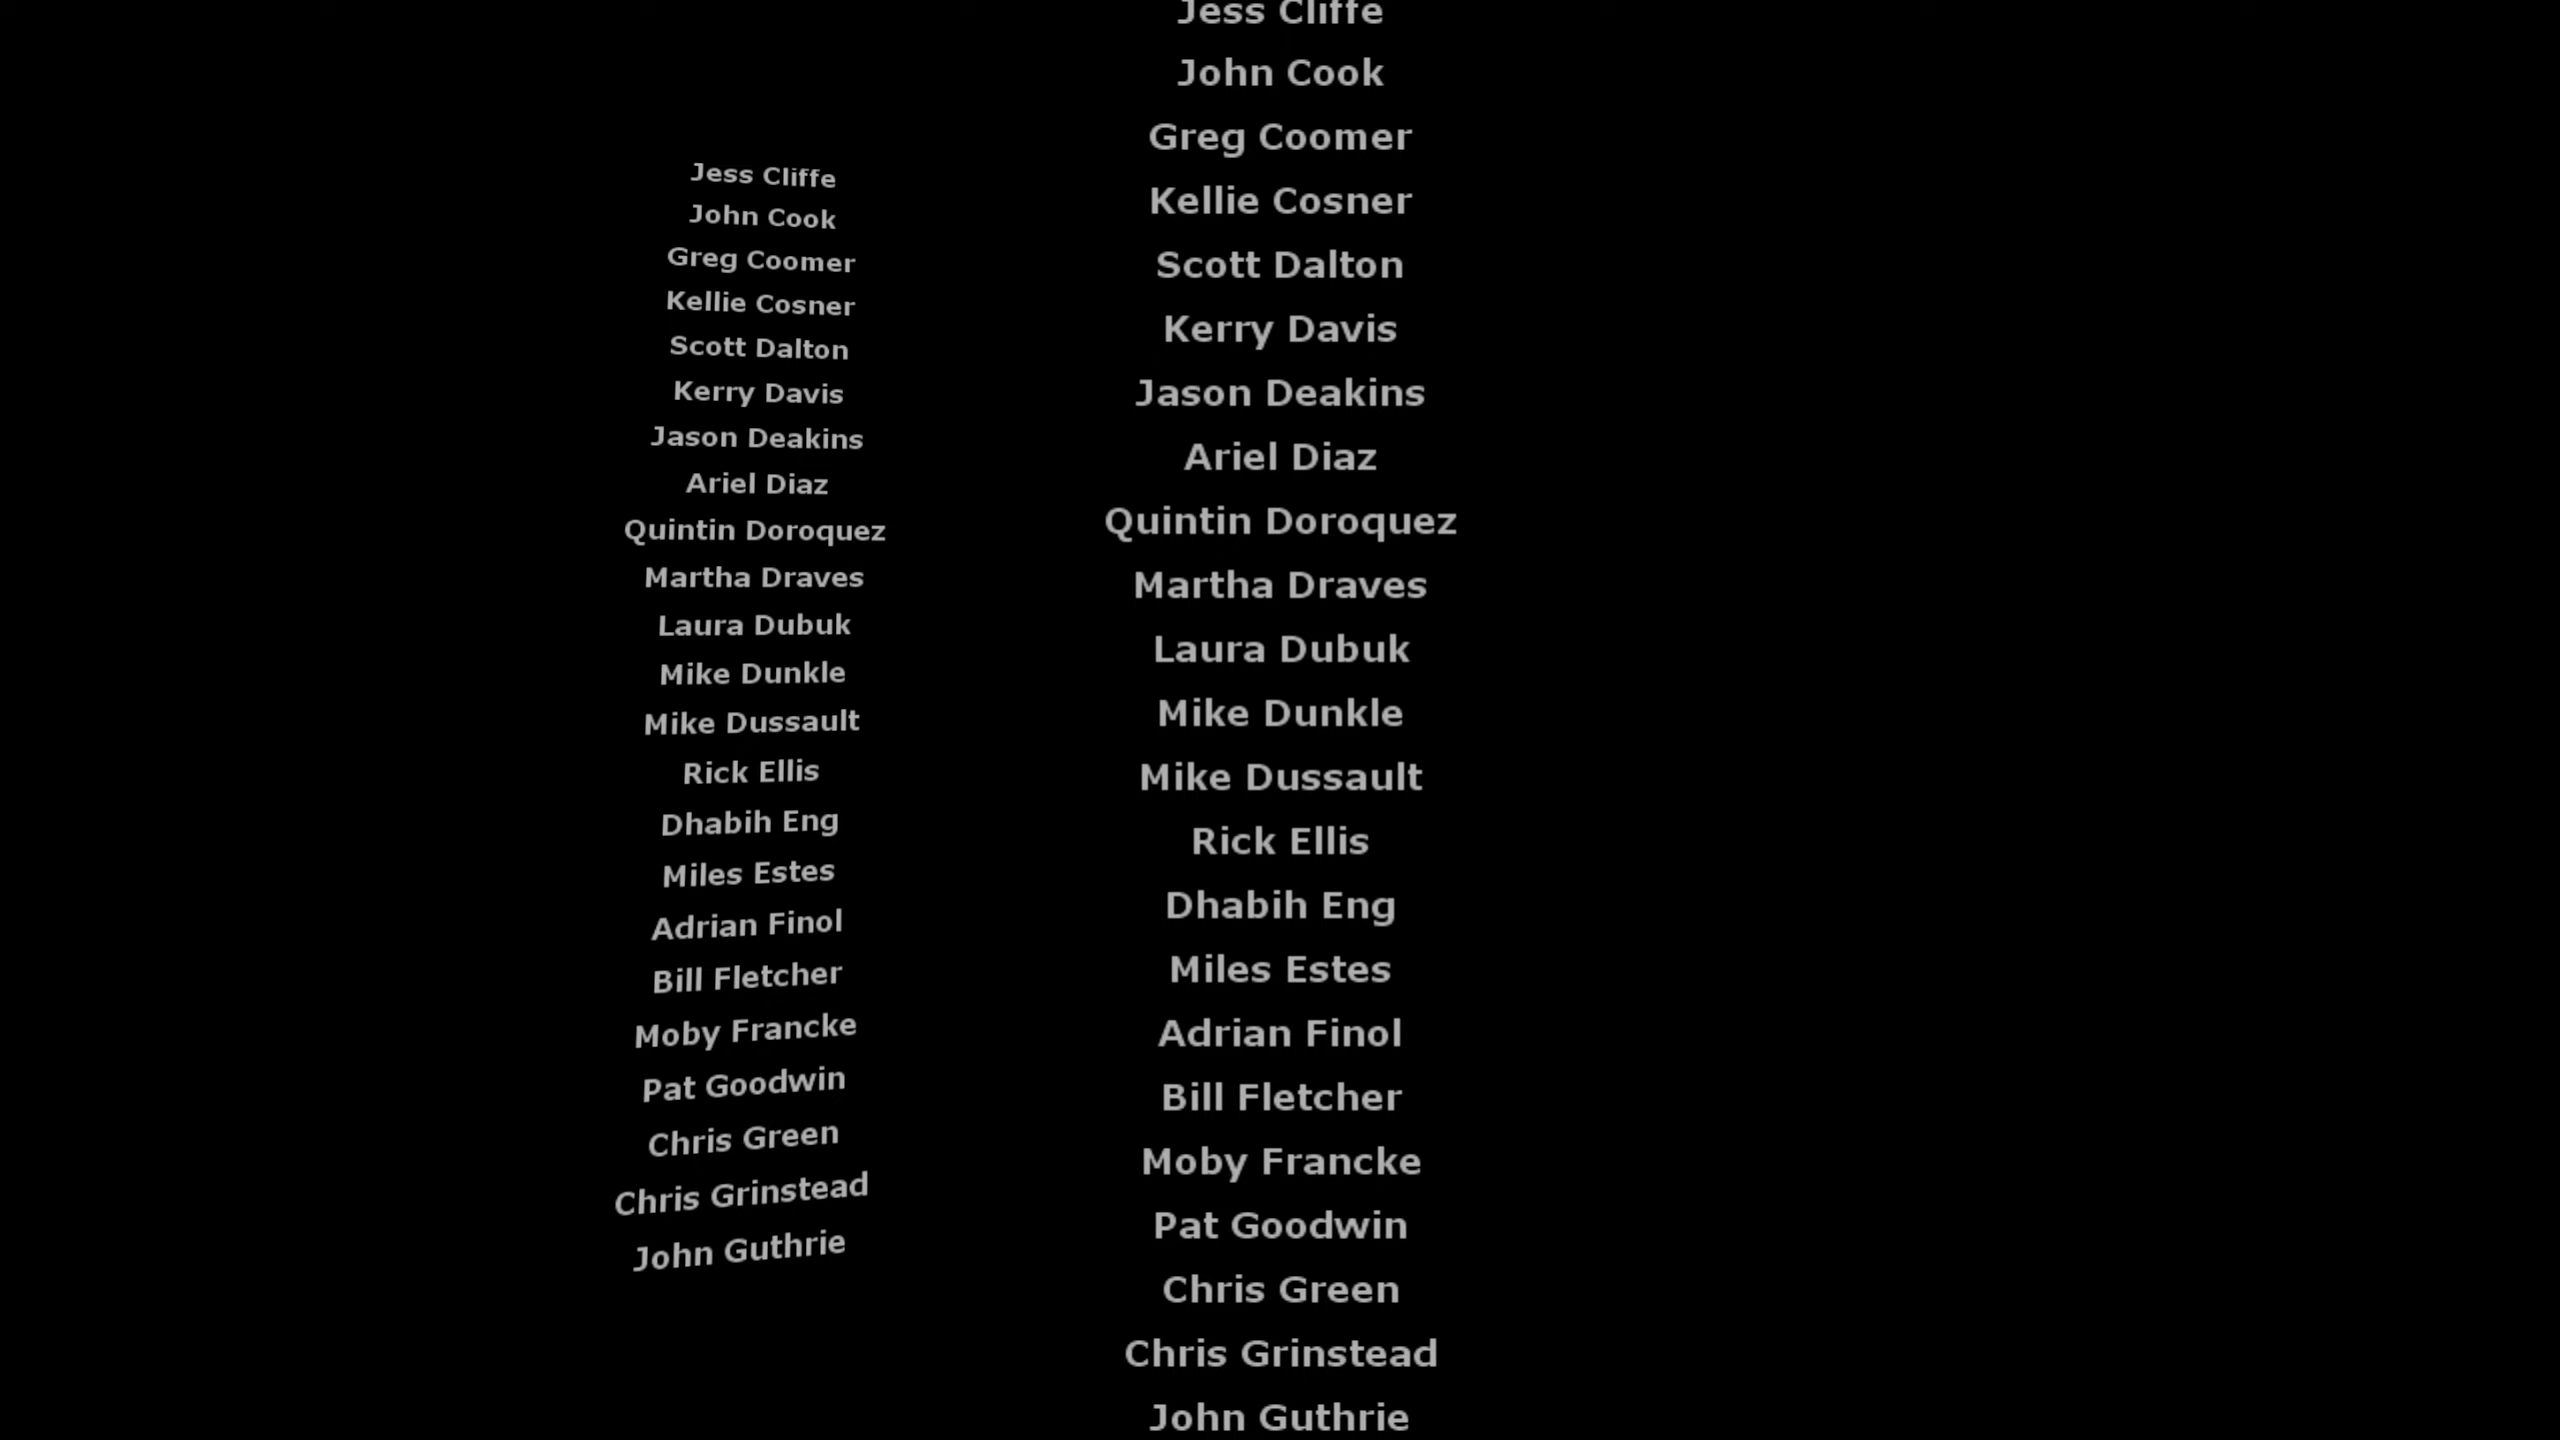 Jess Cliffe
John Cook
Greg Coomer
Kellie Cosner
Scott Dalton
Kerry Davis
Jason Deakins
Ariel Diaz
Quintin Doroquez
Martha Draves
Laura Dubuk
Mike Dunkle
Mike Dussault
Rick Ellis
Dhabih Eng
Miles Estes
Adrian Finol
Bill Fletcher
Moby Francke
Pat Goodwin
Chris Green
Chris Grinstead
John Guthrie
Jess Cliffe
John Cook
Greg Coomer
Kellie Cosner
Scott Dalton
Kerry Davis
Jason Deakins
Ariel Diaz
Quintin Doroquez
Martha Draves
Laura Dubuk
Mike Dunkle
Mike Dussault
Rick Ellis
Dhabih Eng
Miles Estes
Adrian Finol
Bill Fletcher
Moby Francke
Pat Goodwin
Chris Green
Chris Grinstead
John Guthrie